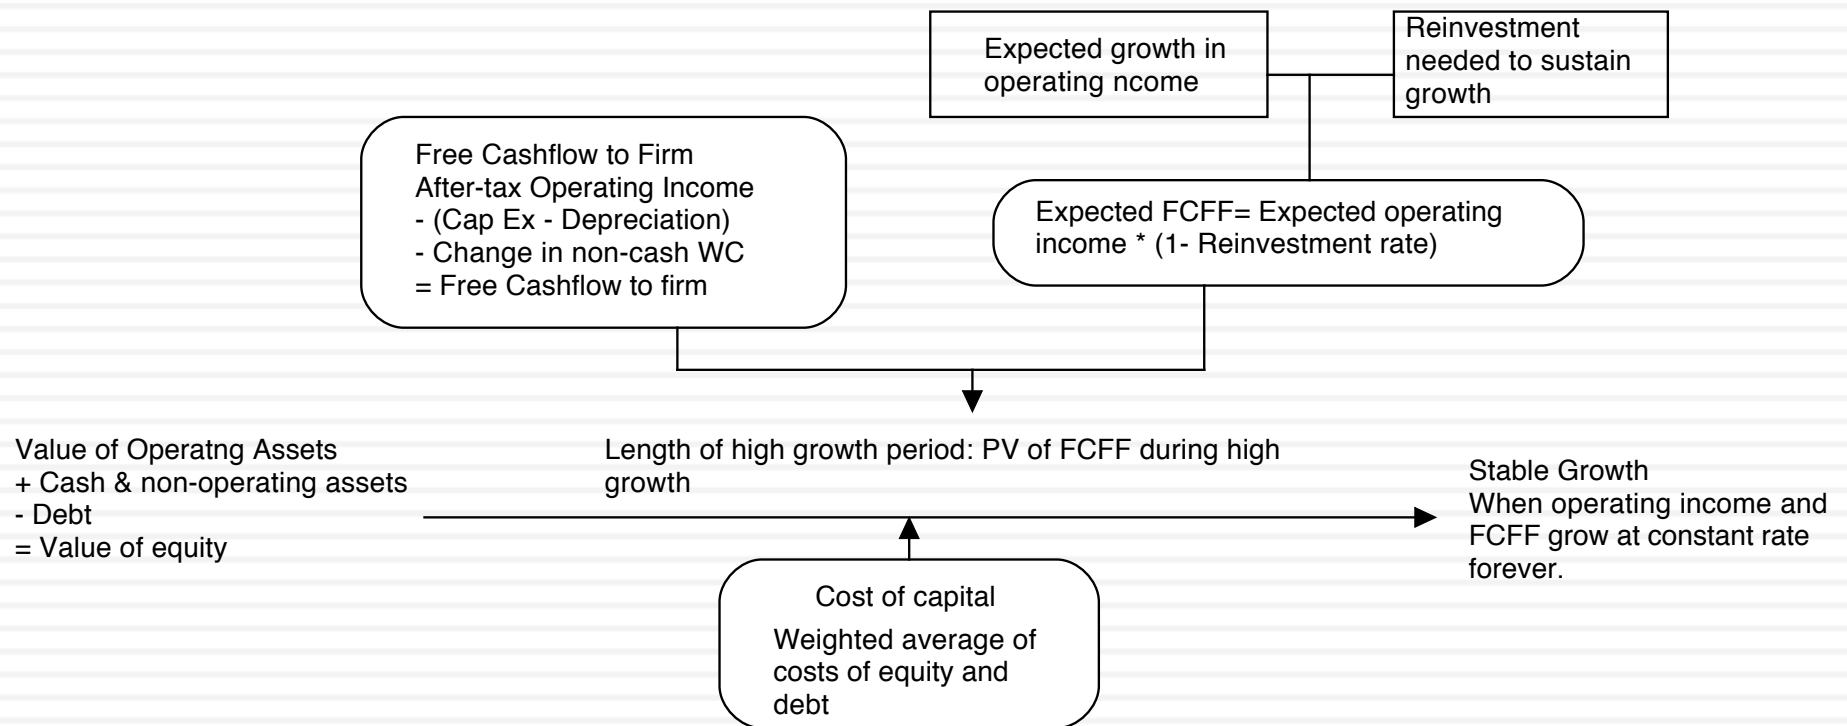 Expected growth in
operating ncome
Reinvestment
needed to sustain
growth
Free Cashflow to Firm
After-tax Operating Income
- (Cap Ex - Depreciation)
- Change in non-cash WC
= Free Cashflow to firm
Expected FCFF= Expected operating
income * (1- Reinvestment rate)
Value of Operatng Assets
+ Cash & non-operating assets
- Debt
= Value of equity
Length of high growth period: PV of FCFF during high
growth
Stable Growth
When operating income and
FCFF grow at constant rate
forever.
Cost of capital
Weighted average of
costs of equity and
debt